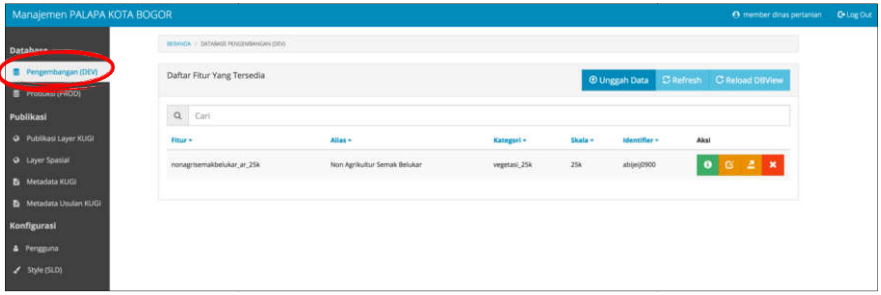 Manajemen PALAPA KOTA BOGOR
member dinas pertanian
Log Out
Database
Pengembangan (DEV)
Produksi (PROD)
Publikasi
Publikasi Layer KUGI
Layer Spasial
Metadata KUGI
Metadata Usulan KUGI
Konfigurasi
Pengguna
Style (SLD)
BERANDA / DATABASE PENGEMBANGAN (DEV)
Daftar Fitur Yang Tersedia
Unggah Data
Refresh
Reload DBView
Cari
Fitur Alias Kategori Skala Identifier Aksi
nonagrisemakbelukar_ar_25k Non Agrikultur Semak Belukar vegetasi_25k 25k abijeij0900